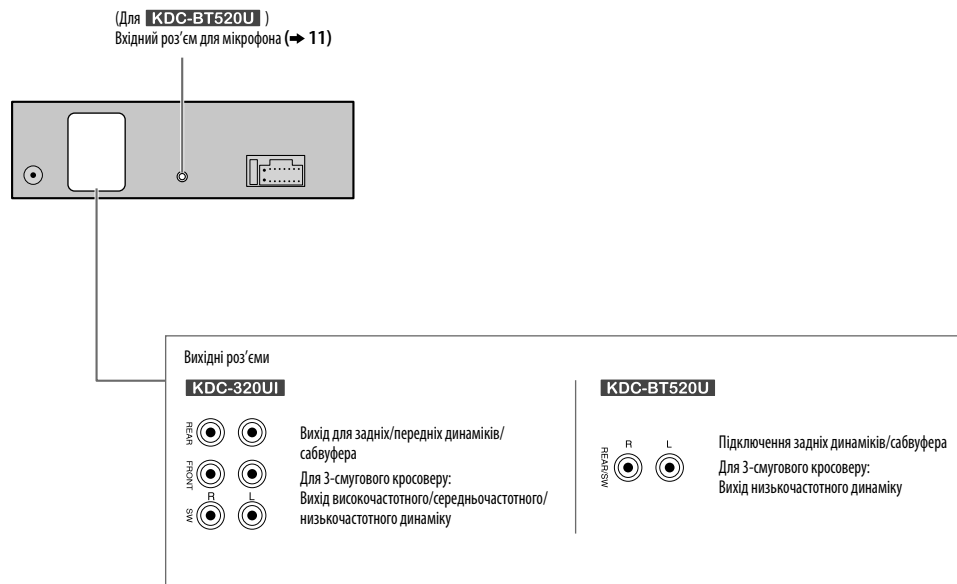 (Для KDC-BT520U )
Вхідний роз’єм для мікрофона (➜ 11)
Вихідні роз’єми
KDC-320UI
REAR
FRONT
R L
SW
Вихід для задніх/передніх динаміків/
сабвуфера
Для 3-смугового кросоверу:
Вихід високочастотного/середньочастотного/
низькочастотного динаміку
KDC-BT520U
R L
REAR/SW
Підключення задніх динаміків/сабвуфера
Для 3-смугового кросоверу:
Вихід низькочастотного динаміку